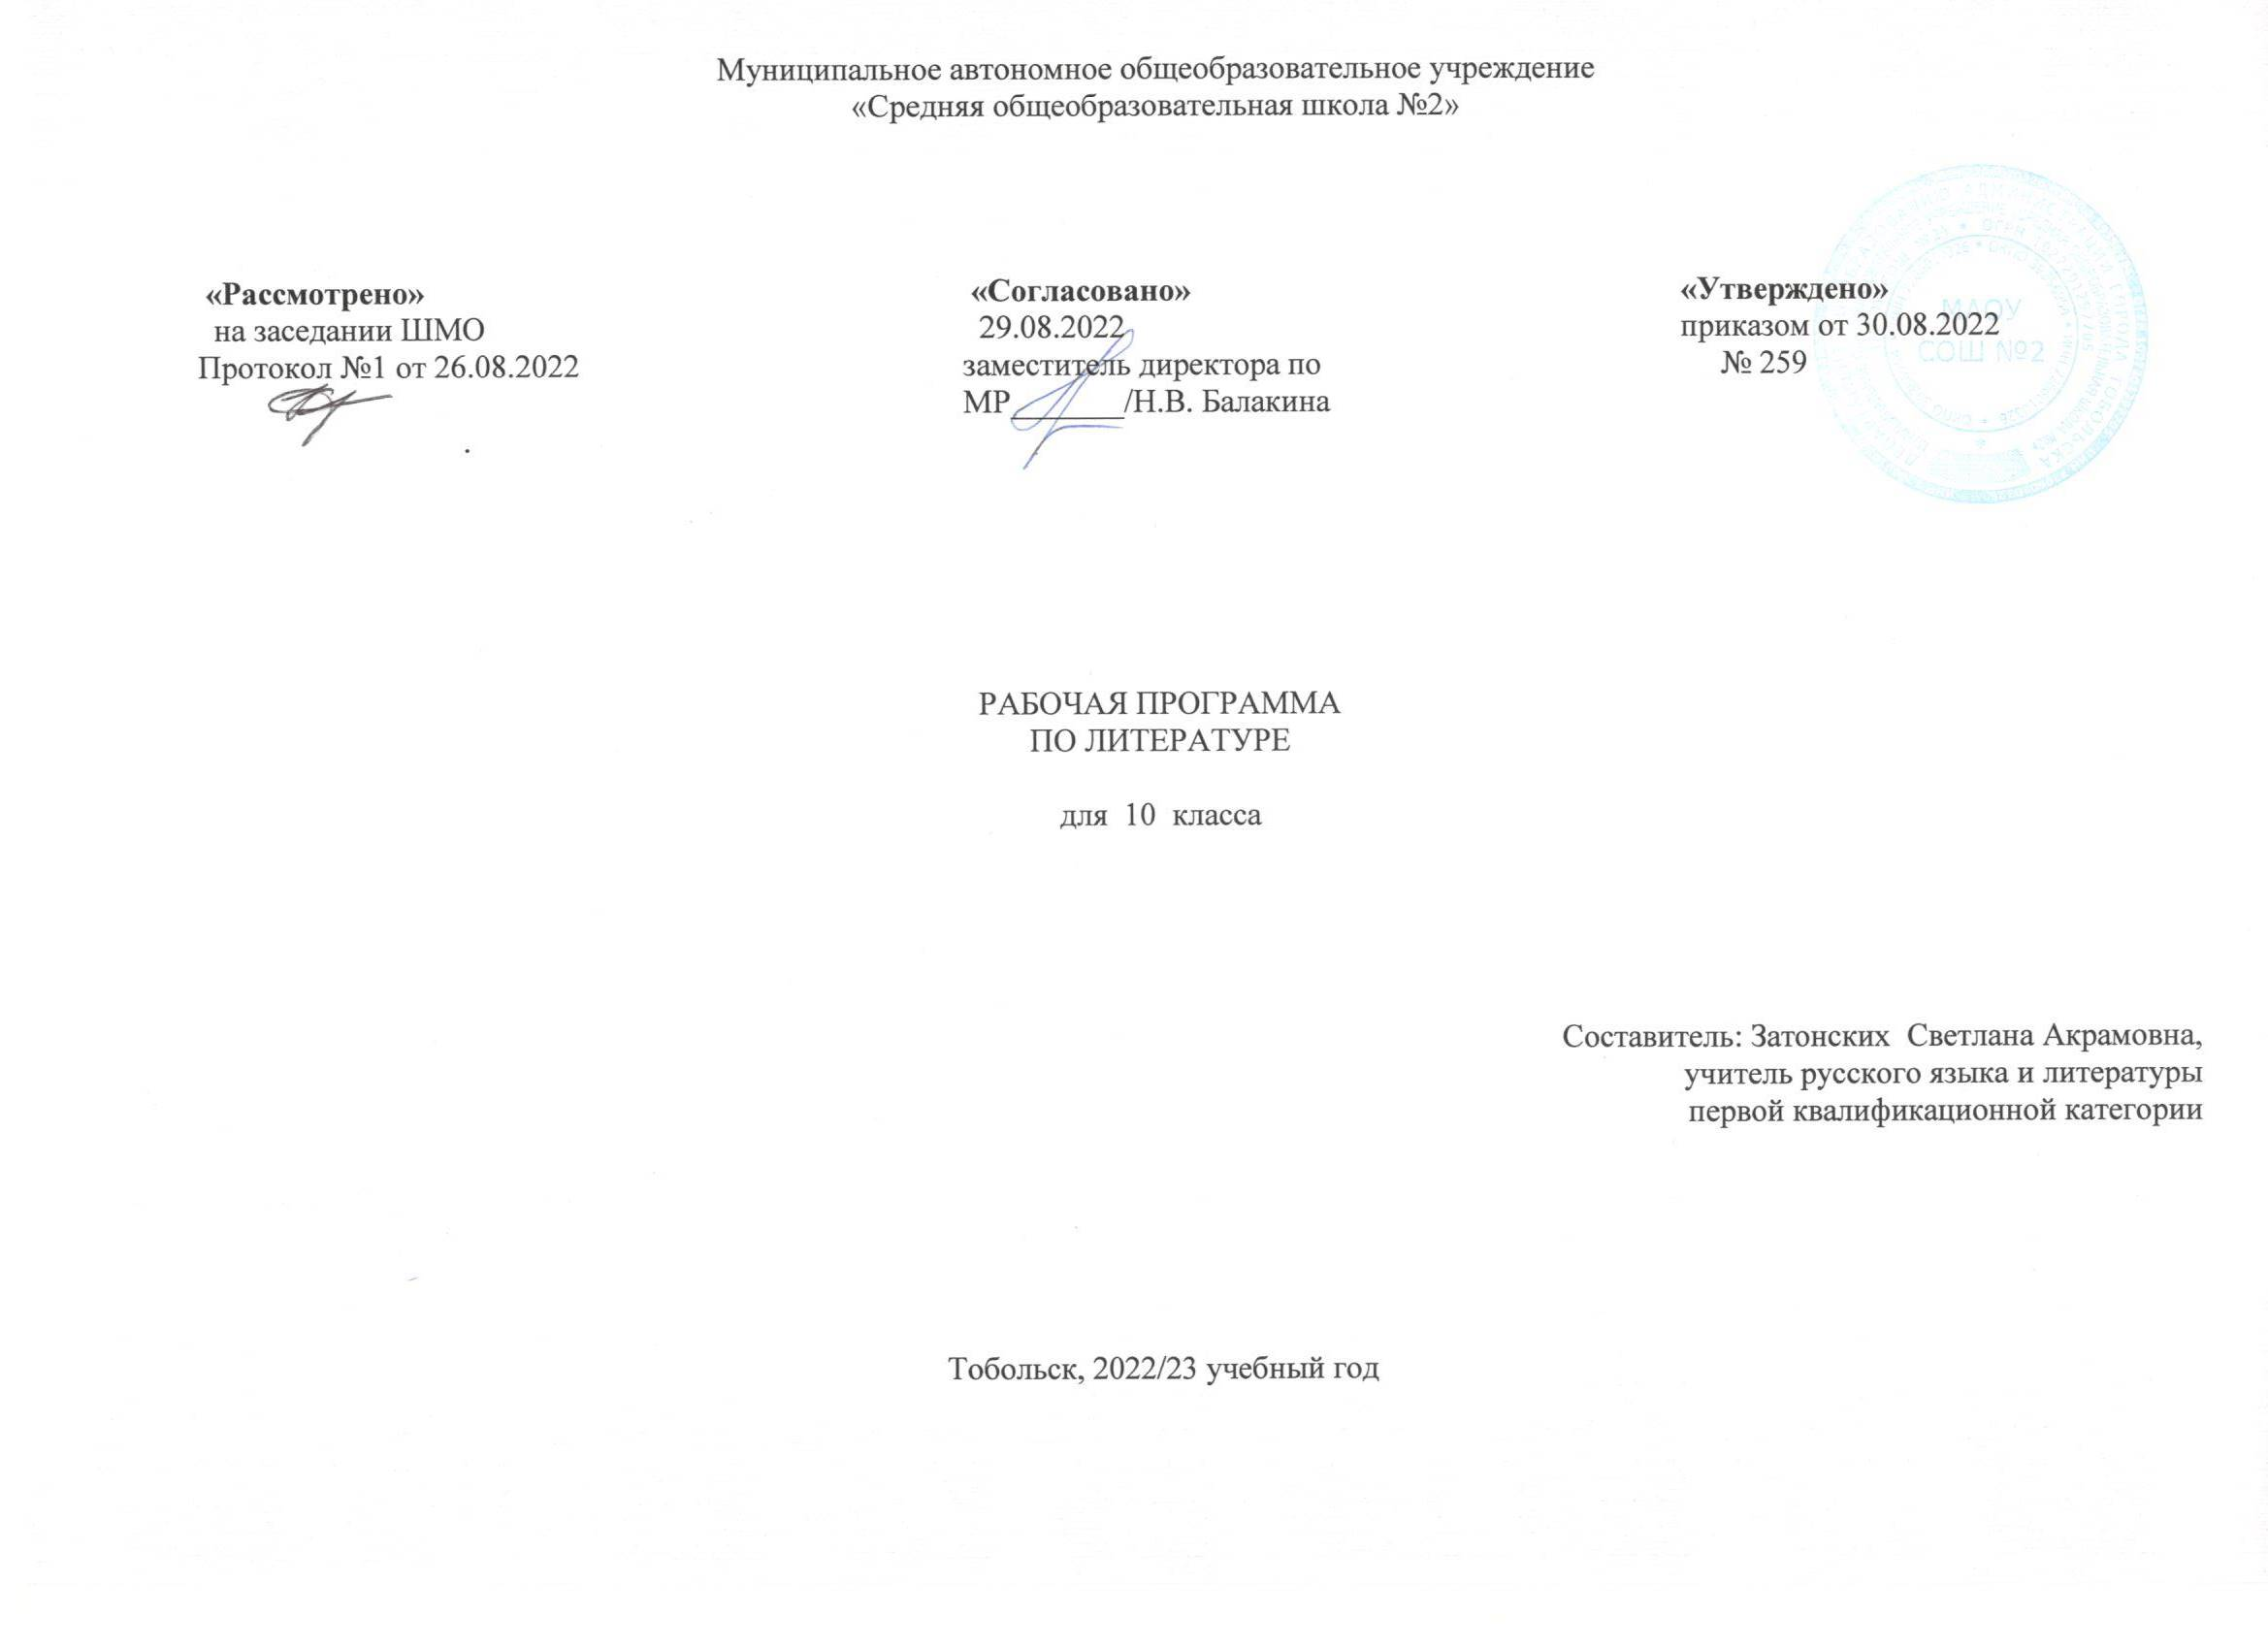 Муниципальное автономное общеобразовательное учреждение
«Средняя общеобразовательная школа №2»
«Рассмотрено»
на заседании ШМО
Протокол №1 от 26.08.2022
«Согласовано»
29.08.2022
заместитель директора по
МР_______/Н.В. Балакина
«Утверждено»
приказом от 30.08.2022
№ 259
МАОУ
СОШ №2
РАБОЧАЯ ПРОГРАММА
ПО ЛИТЕРАТУРЕ
для 10 класса
Составитель: Затонских Светлана Акрамовна,
учитель русского языка и литературы
первой квалификационной категории
Тобольск, 2022/23 учебный год